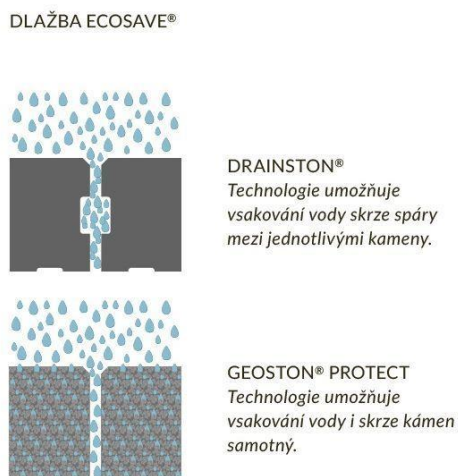 DLAŽBA ECOSAVE®
DRAINSTON®
Technologie umožňuje
vsakování vody skrze spáry
mezi jednotlivými kameny.
GEOSTON® PROTECT
Technologie umožňuje
vsakování vody i skrze kámen
samotný.